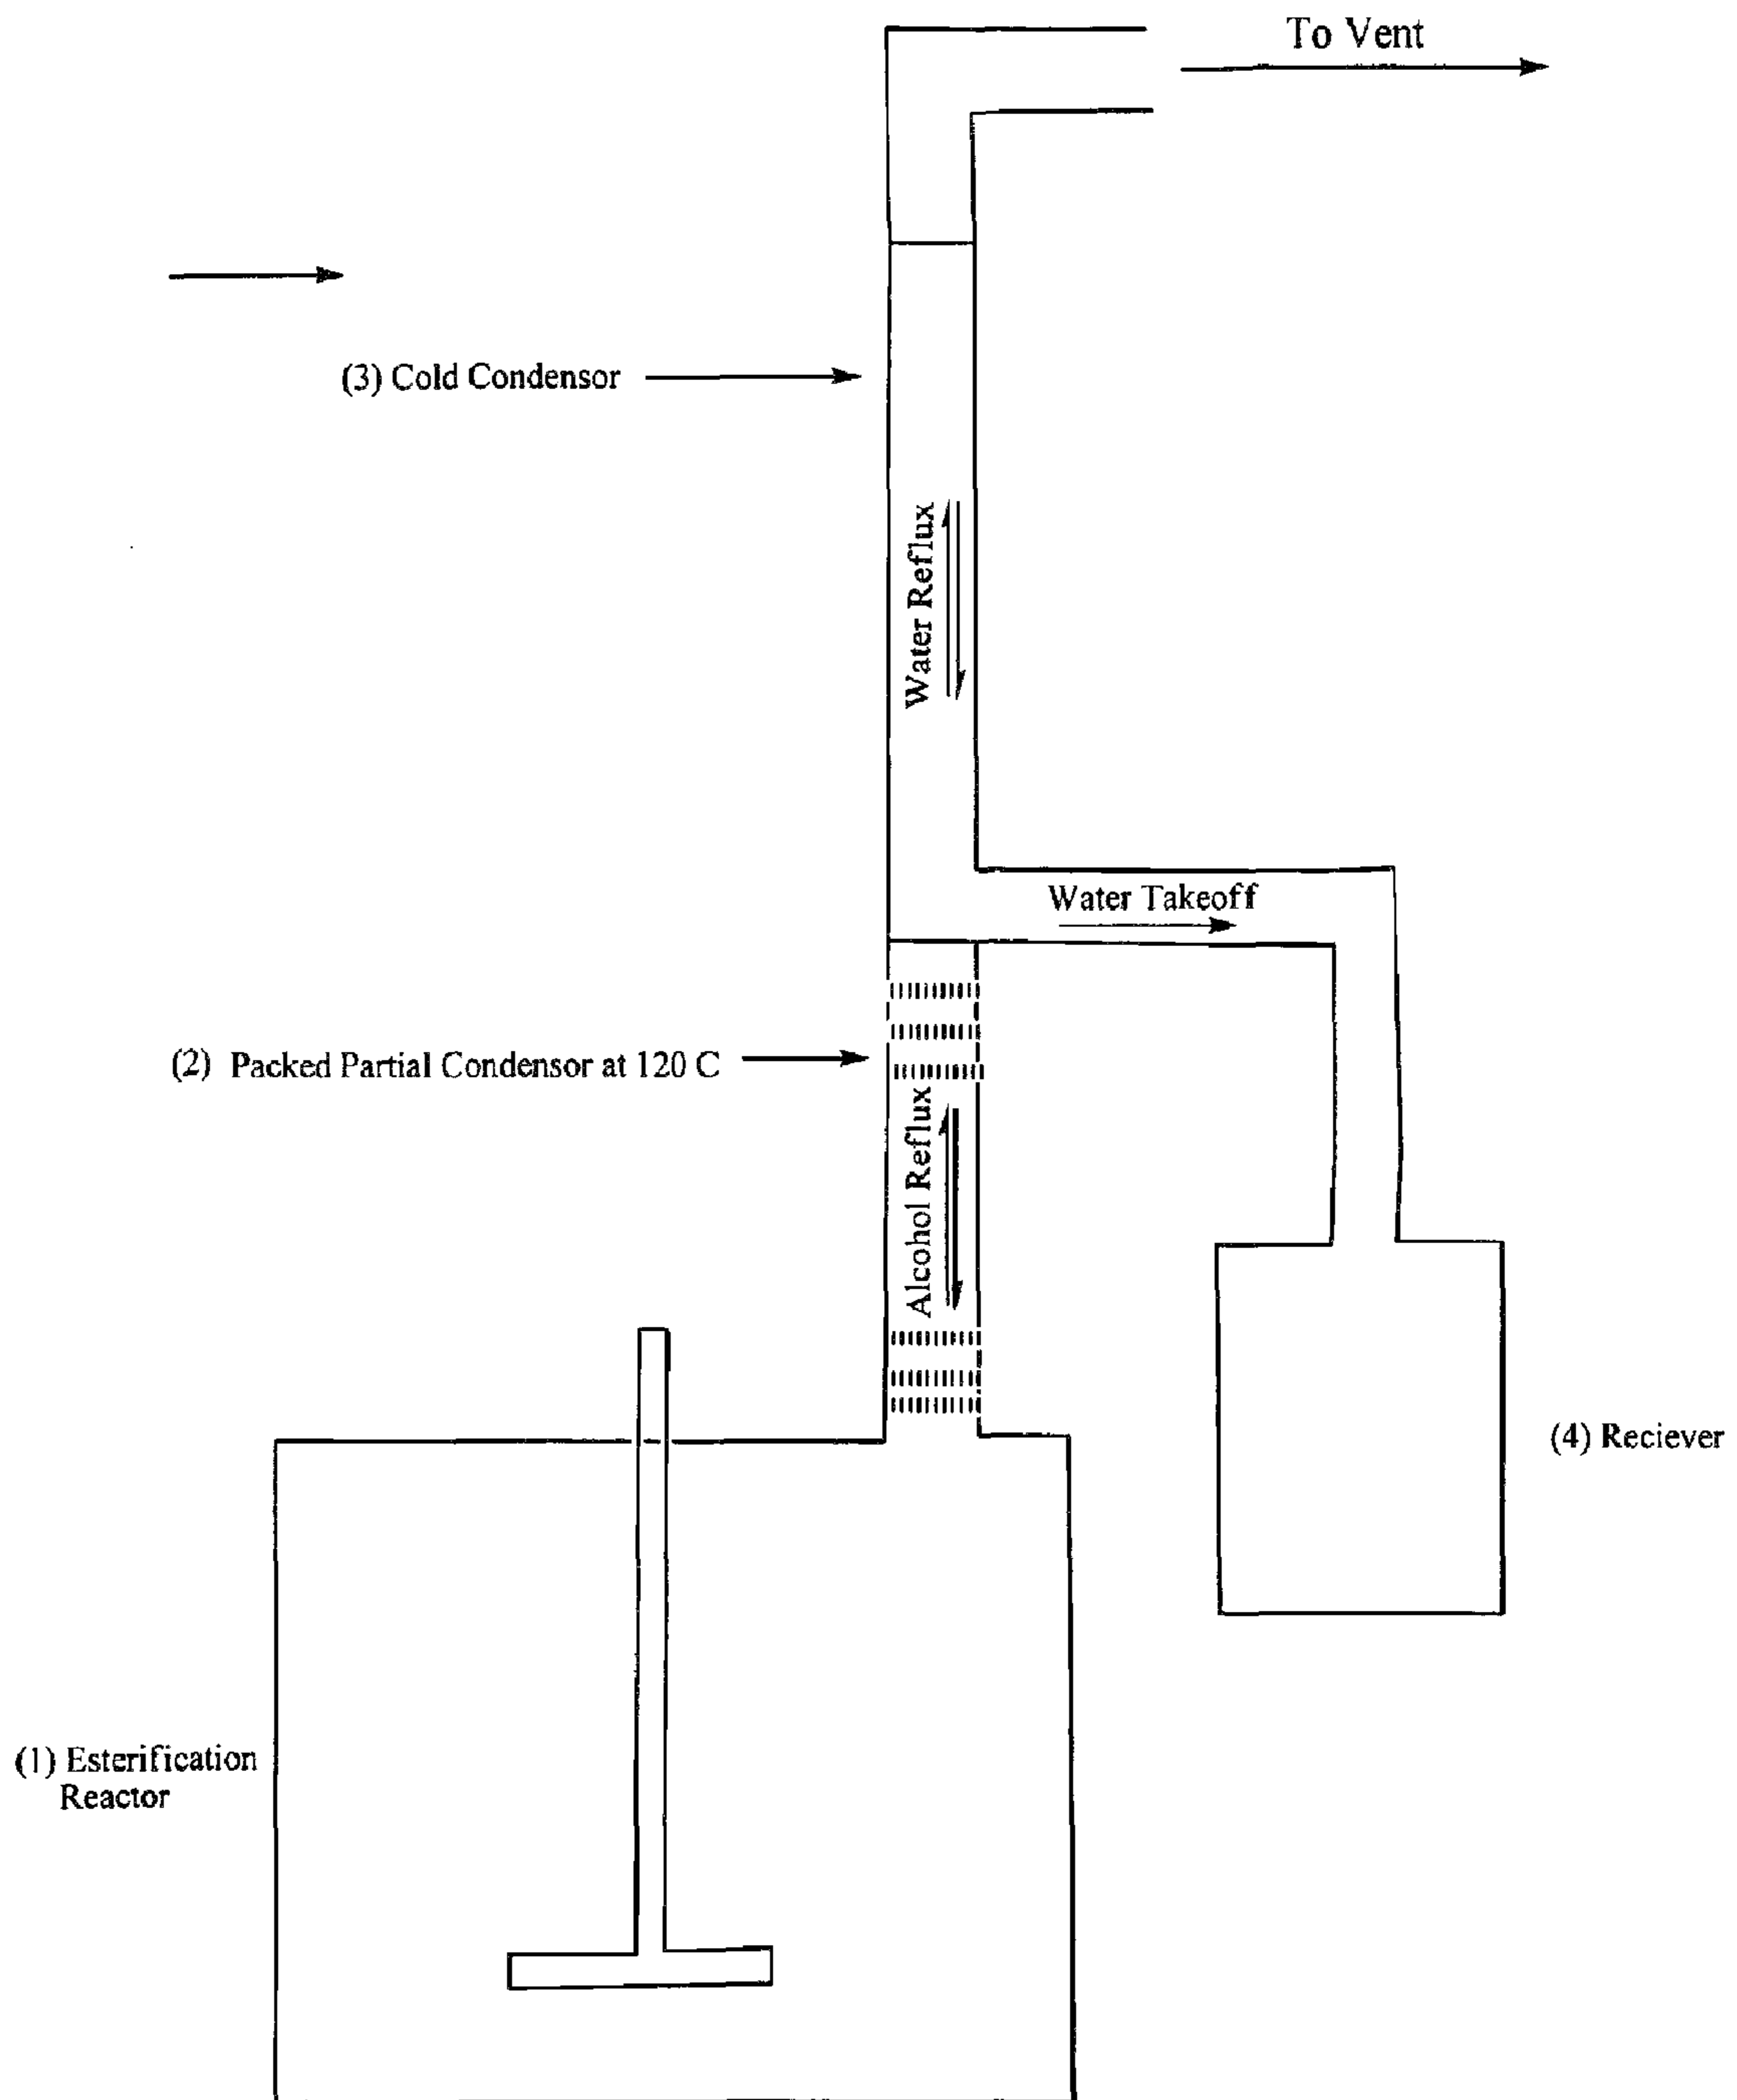 To Vent
(3) Cold Condensor
Water Reflux
Water Takeoff
(2) Packed Partial Condensor at 120 C
Alcohol Reflux
(4) Reciever
(1) Esterification
Reactor